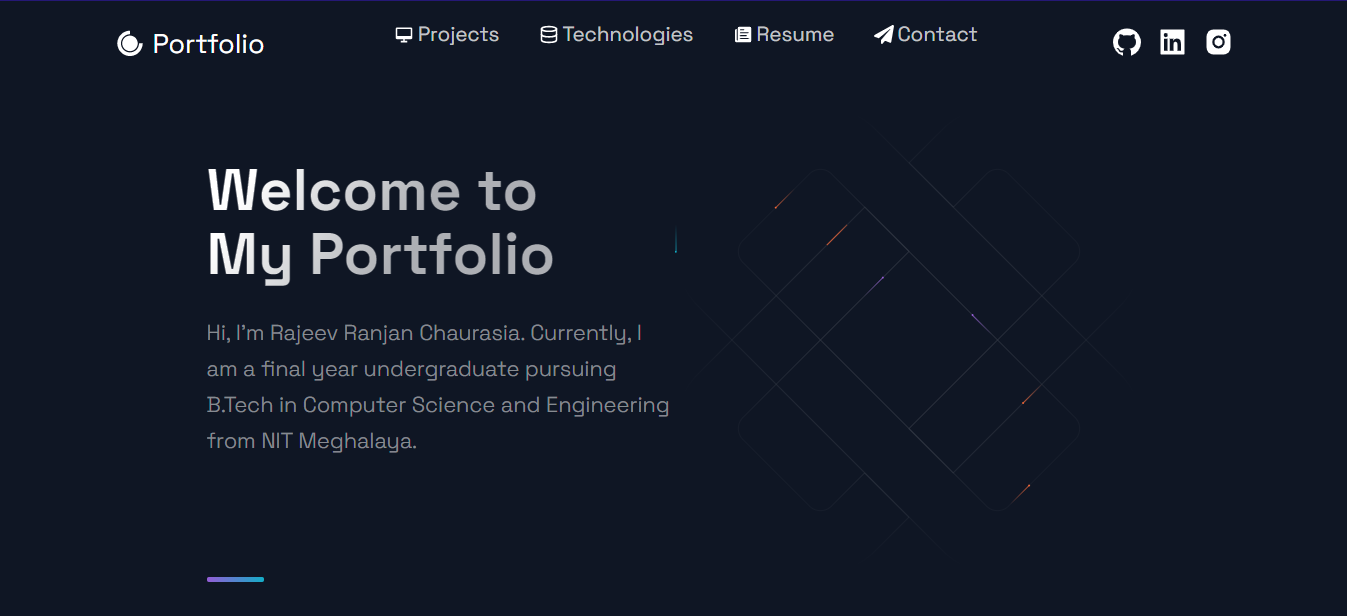 Portfolio
Projects
Technologies
Resume
Contact
Welcome to
My Portfolio
Hi, I'm Rajeev Ranjan Chaurasia. Currently, I
am a final year undergraduate pursuing
B.Tech in Computer Science and Engineering
from NIT Meghalaya.